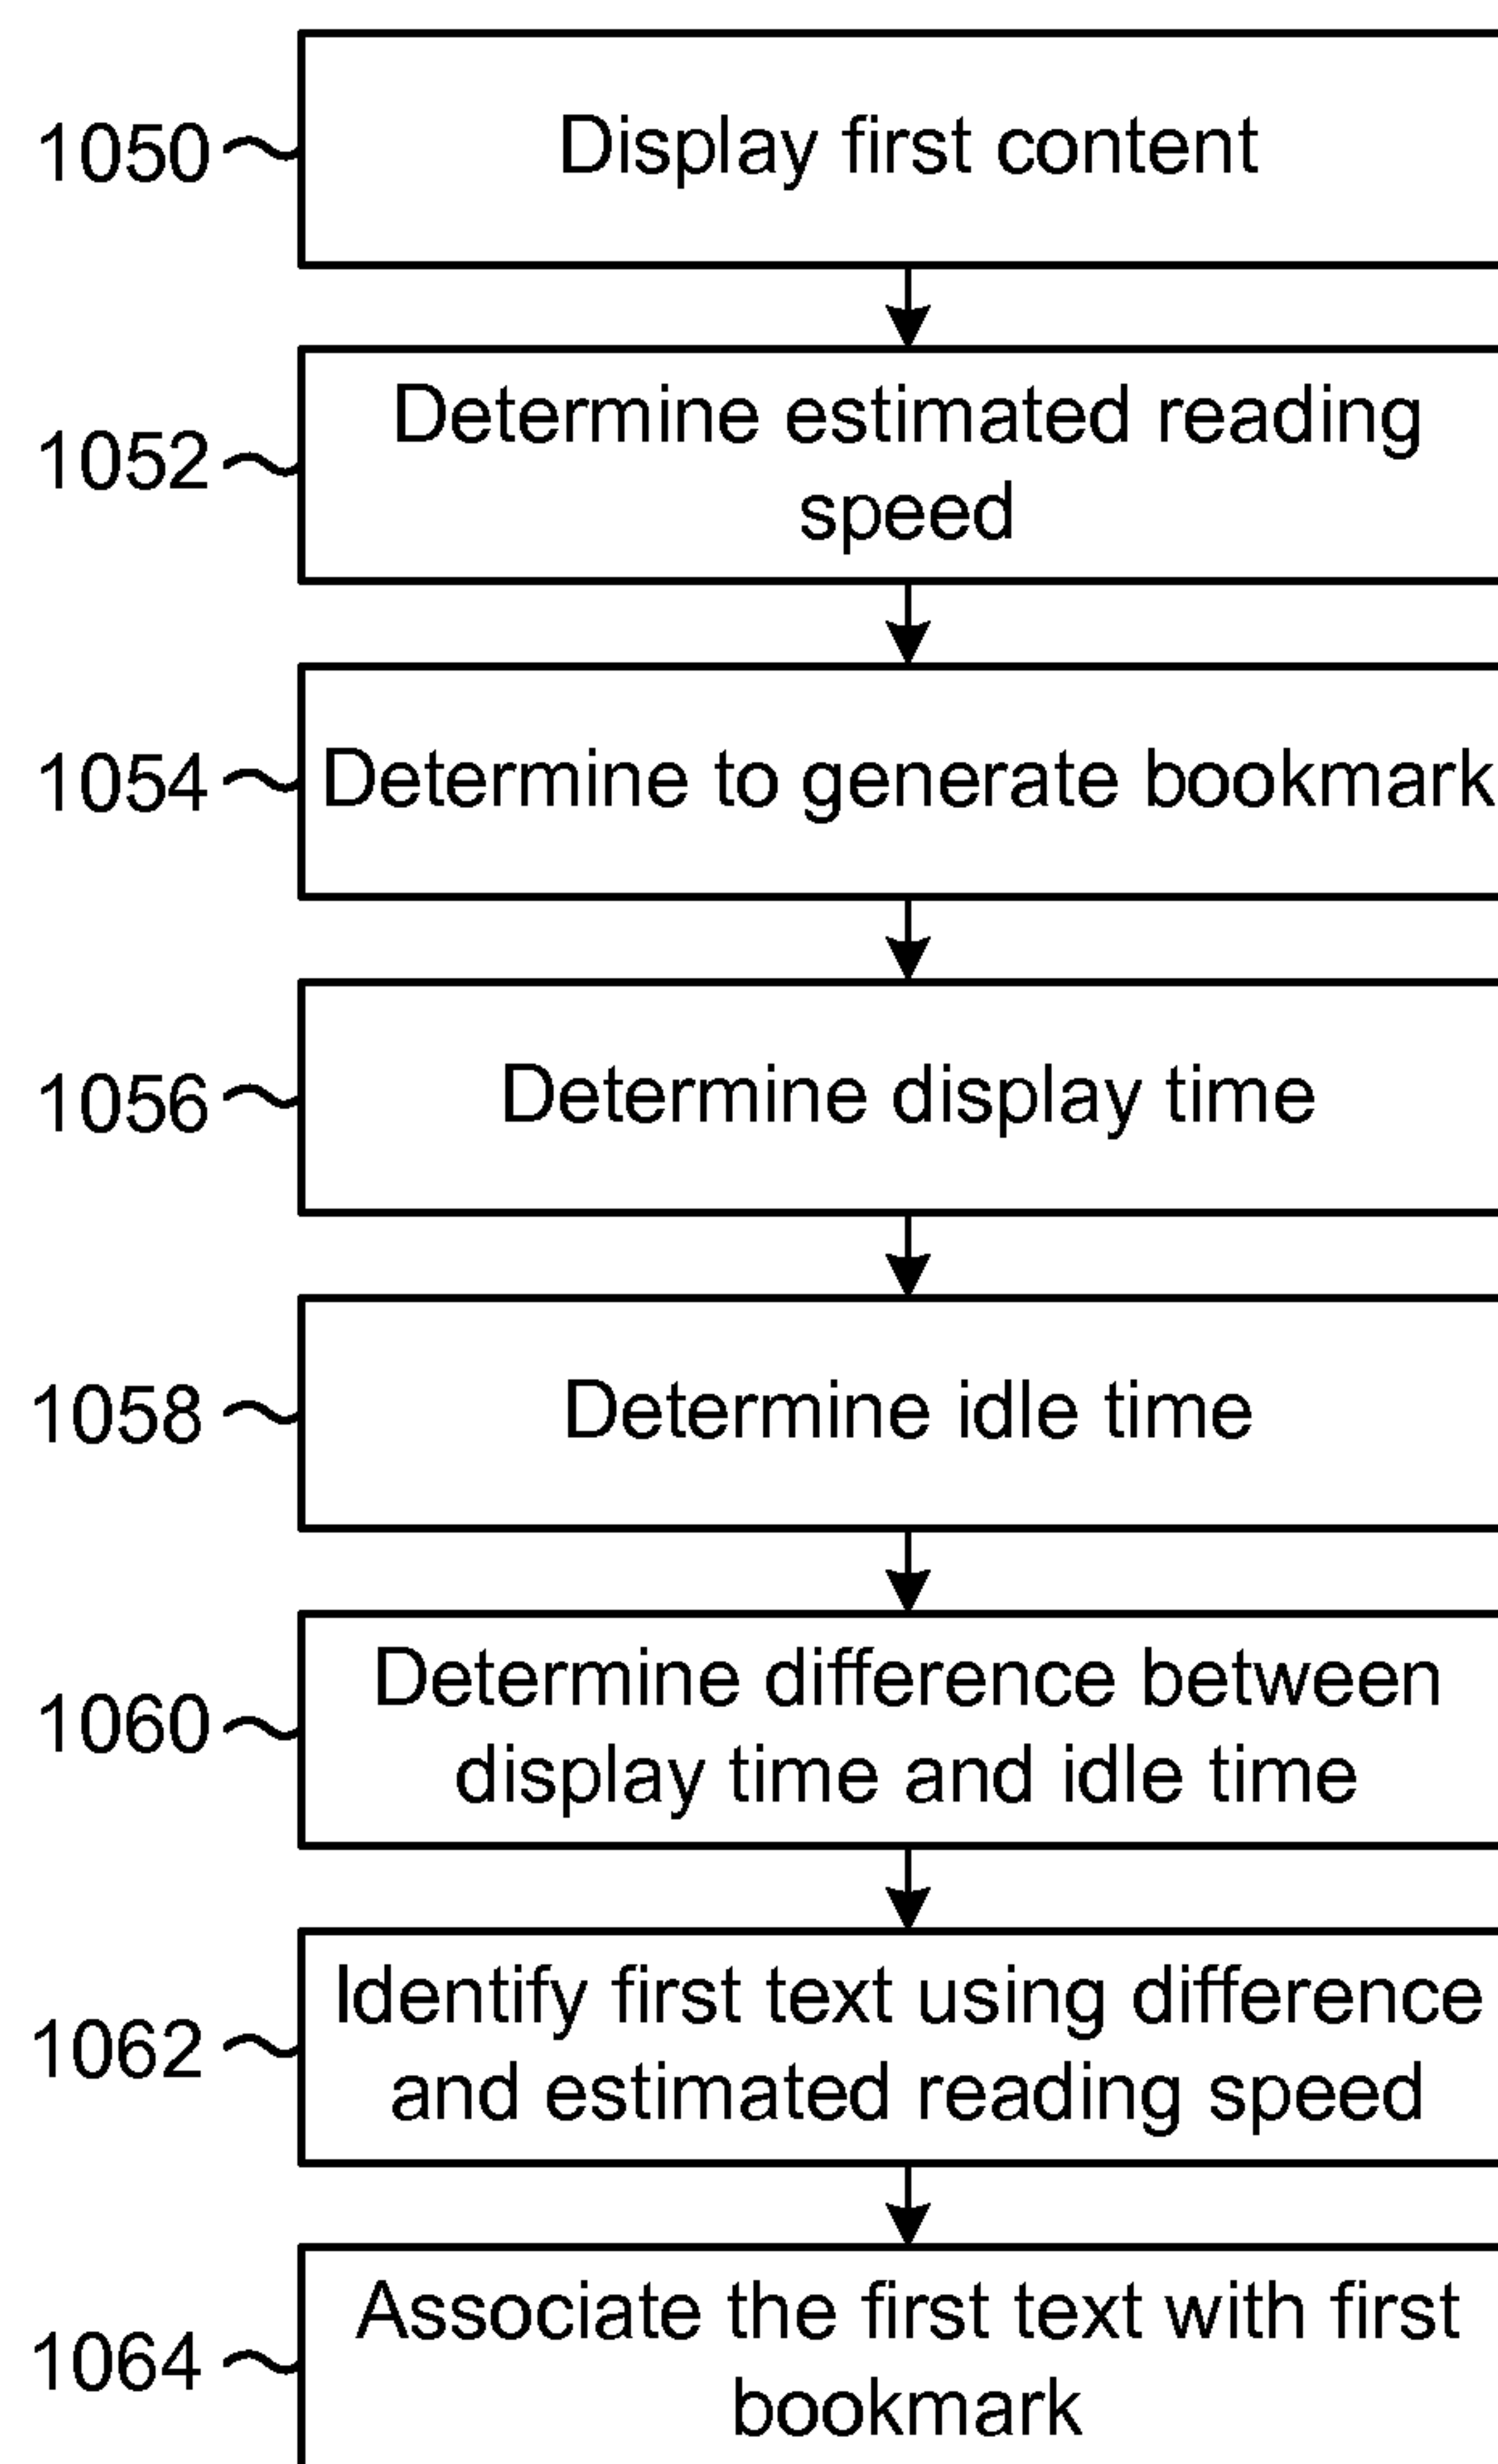 1050
Display first content
1052
Determine estimated reading
speed
1054
Determine to generate bookmark
1056
Determine display time
1058
Determine idle time
1060
Determine difference between
display time and idle time
1062
Identify first text using difference
and estimated reading speed
1064
Associate the first text with first
bookmark